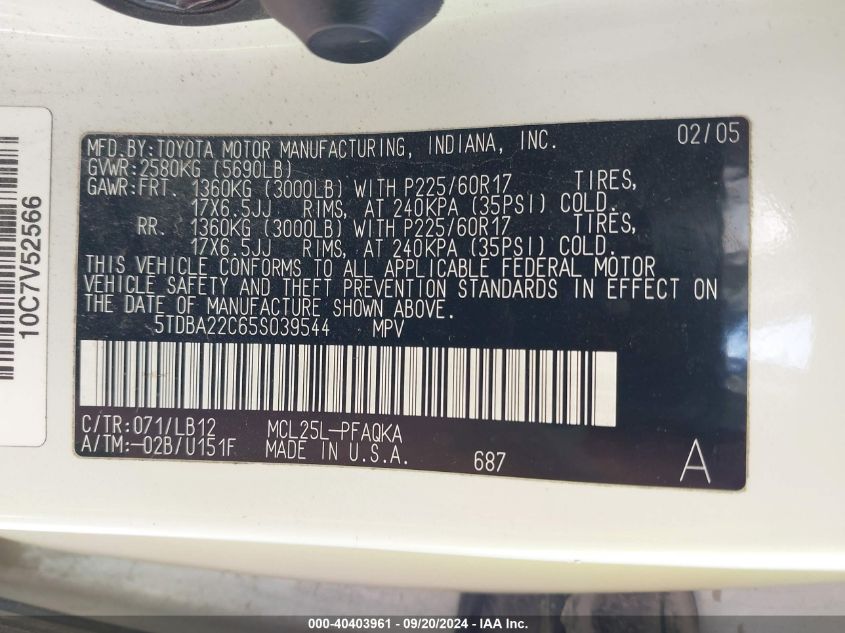 MFD.BY:TOYOTA MOTOR MANUFACTURING, INDIANA, INC. 02/05
GVWR:2580KG (5690LB)
GAWR:FRT. 1360KG (3000LB) WITH P225/60R17 TIRES,
17X6.5JJ RIMS, AT 240KPA (35PSI) COLD.
RR. 1360KG (3000LB) WITH P225/60R17 TIRES,
17X6.5JJ RIMS, AT 240KPA (35PSI) COLD.
THIS VEHICLE CONFORMS TO ALL APPLICABLE FEDERAL MOTOR
VEHICLE SAFETY AND THEFT PREVENTION STANDARDS IN EFFECT ON
THE DATE OF MANUFACTURE SHOWN ABOVE.
5TDBA22C65S039544 MPV
C/TR:071/LB12 MCL25L-PFAQKA
A/TM:-02B/U151F MADE IN U.S.A. 687 A
10C7V52566
000-40403961 - 09/20/2024 - IAA Inc.